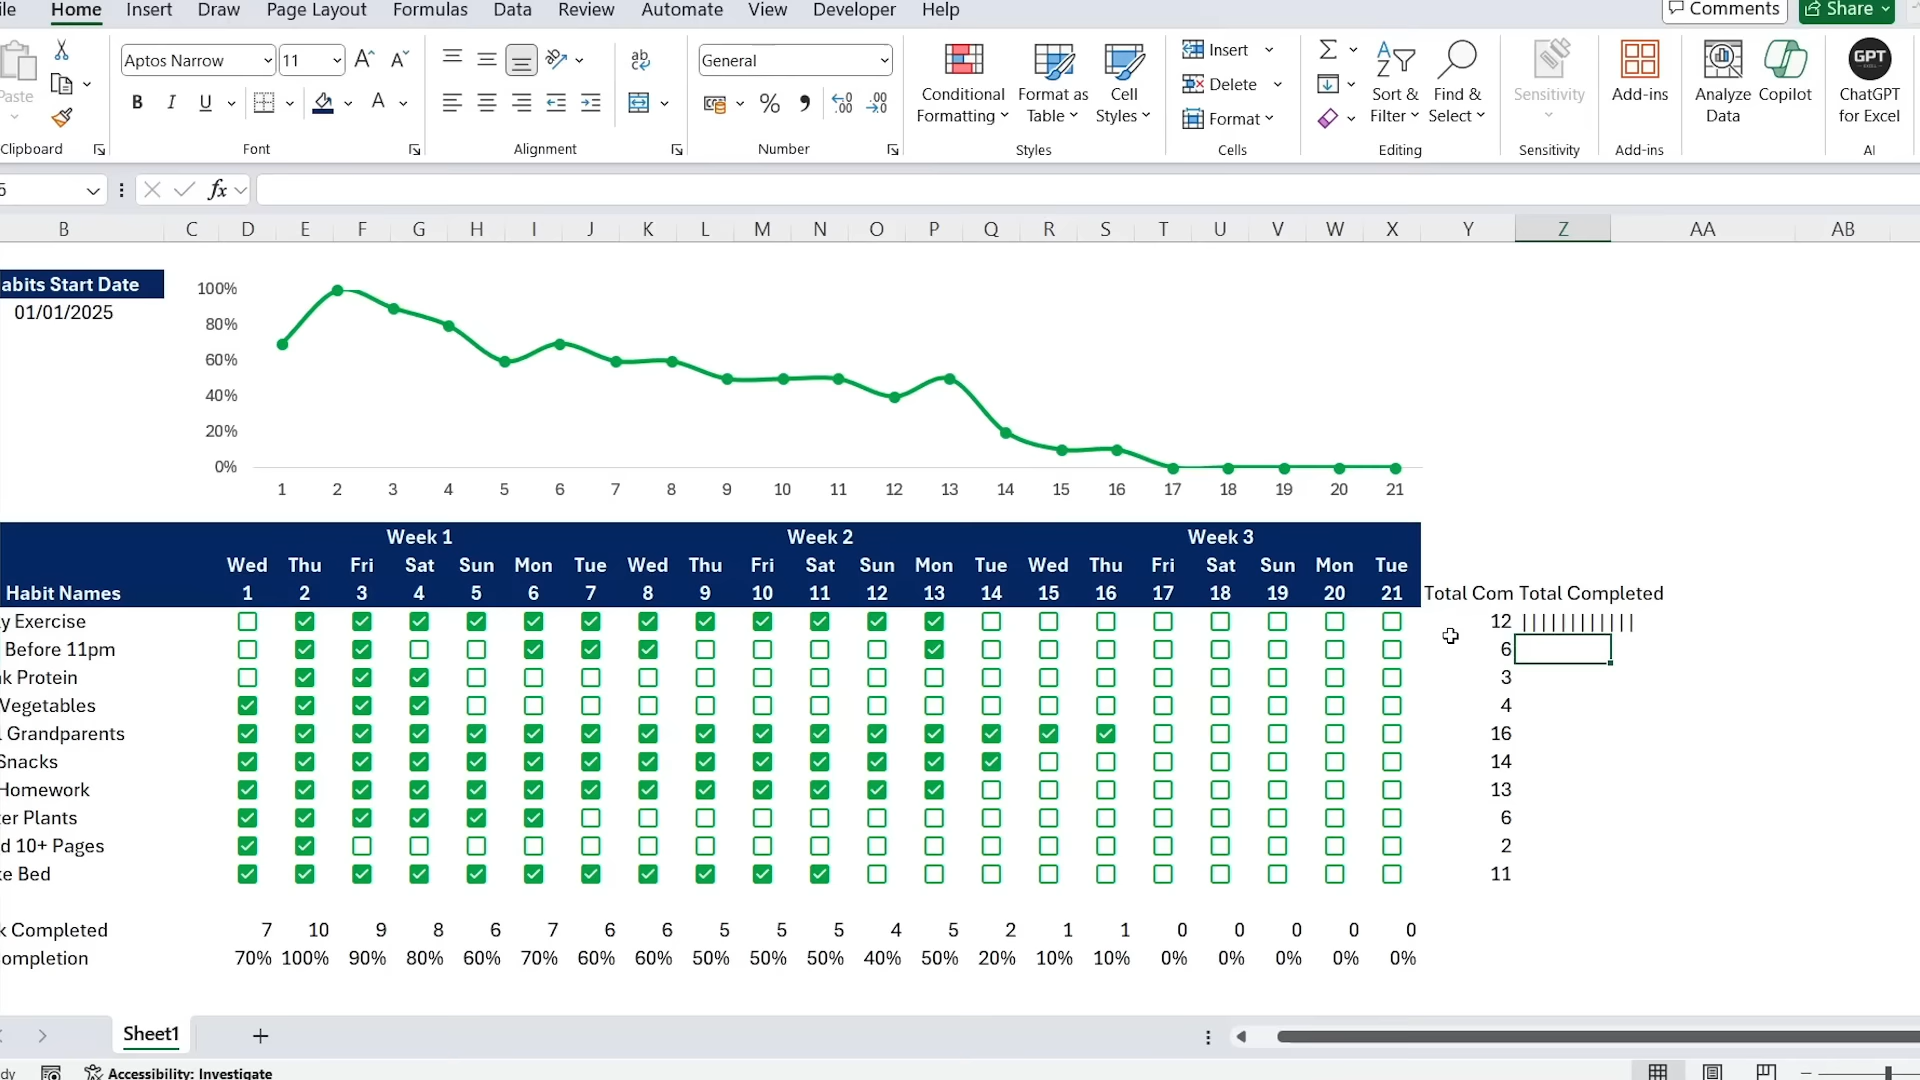 Home Insert Draw Page Layout Formulas Data Review Automate View Developer Help Comments Share
Paste
Aptos Narrow 11
General
Conditional Formatting
Format as Table
Cell Styles
Insert
Delete
Format
Sort & Filter
Find & Select
Sensitivity
Add-ins
Analyze Data
Copilot
ChatGPT for Excel
Clipboard Font Alignment Number Styles Cells Editing Sensitivity Add-ins AI
5 fx
B C D E F G H I J K L M N O P Q R S T U V W X Y Z AA AB
abits Start Date
01/01/2025
100%
80%
60%
40%
20%
0%
1 2 3 4 5 6 7 8 9 10 11 12 13 14 15 16 17 18 19 20 21
Week 1 Week 2 Week 3
Wed Thu Fri Sat Sun Mon Tue Wed Thu Fri Sat Sun Mon Tue Wed Thu Fri Sat Sun Mon Tue
Habit Names 1 2 3 4 5 6 7 8 9 10 11 12 13 14 15 16 17 18 19 20 21 Total Com Total Completed
y Exercise 12 ||||||||||||
Before 11pm 6
k Protein 3
Vegetables 4
l Grandparents 16
Snacks 14
Homework 13
er Plants 6
d 10+ Pages 2
e Bed 11
k Completed 7 10 9 8 6 7 6 6 5 5 5 4 5 2 1 1 0 0 0 0 0
ompletion 70% 100% 90% 80% 60% 70% 60% 60% 50% 50% 50% 40% 50% 20% 10% 10% 0% 0% 0% 0% 0%
Sheet1
dy Accessibility: Investigate